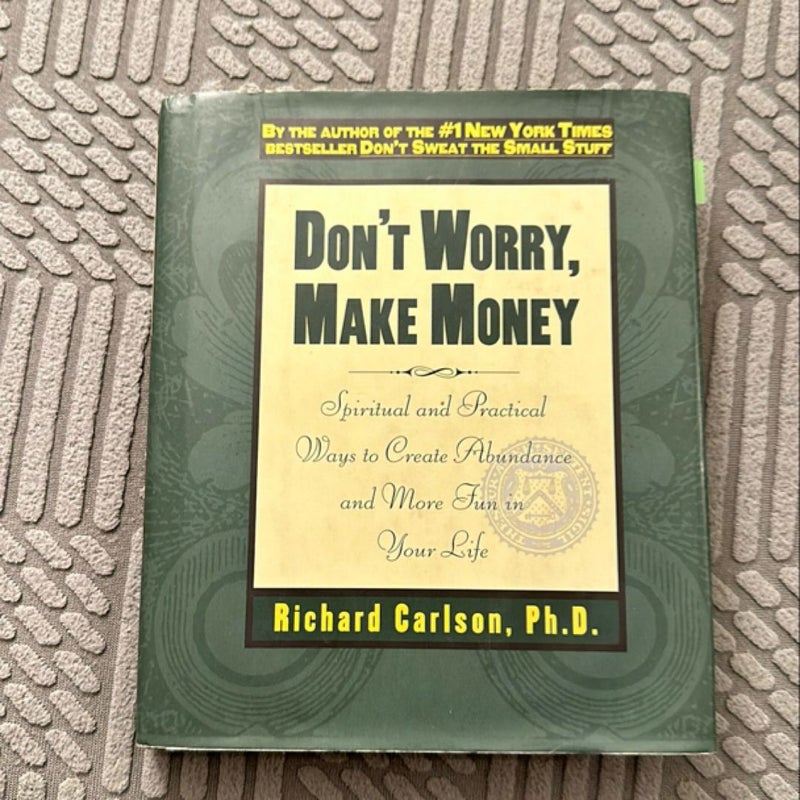 BY THE AUTHOR OF THE #1 NEW YORK TIMES
BESTSELLER DON'T SWEAT THE SMALL STUFF
DON'T WORRY,
MAKE MONEY
Spiritual and Practical
Ways to Create Abundance
and More Fun in
Your Life
Richard Carlson, Ph.D.